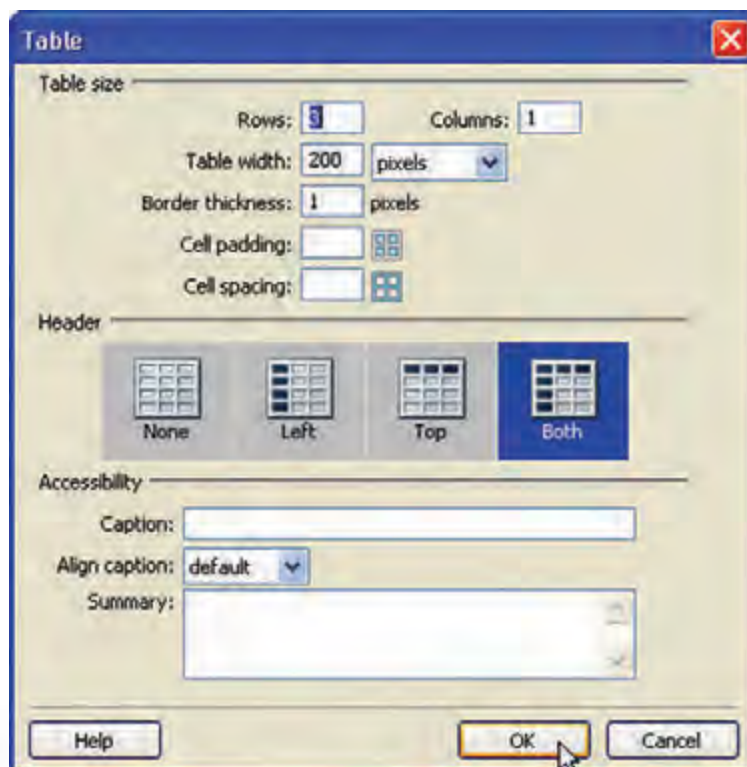 Table
Table size
Rows: 3 Columns: 1
Table width: 200 pixels
Border thickness: 1 pixels
Cell padding:
Cell spacing:
Header
None Left Top Both
Accessibility
Caption:
Align caption: default
Summary:
Help OK Cancel